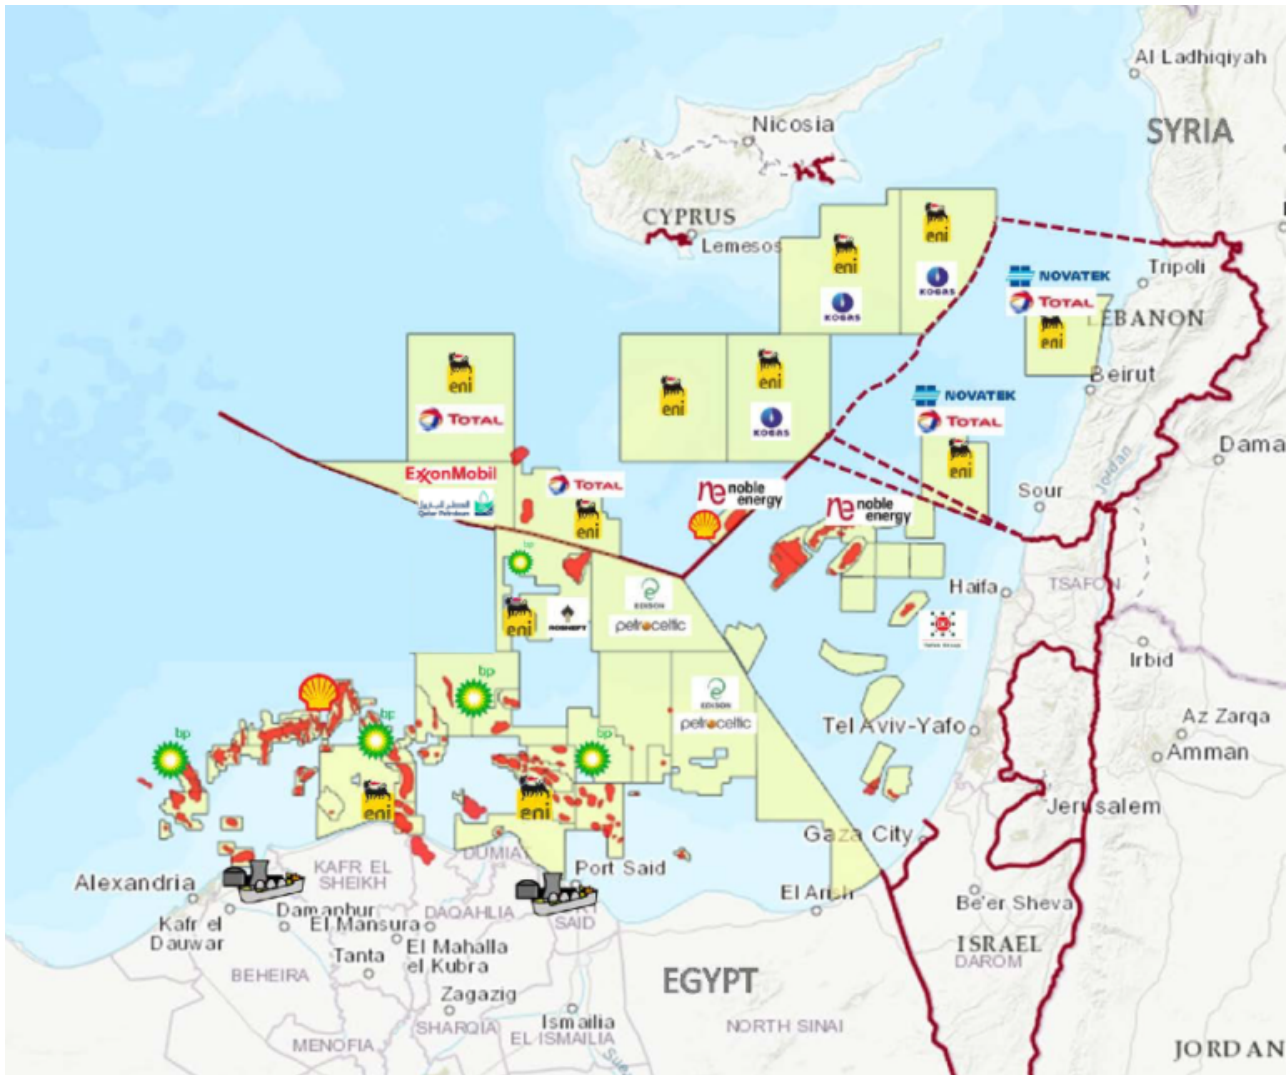 Al Ladhiqiyah
SYRIA
Nicosia
CYPRUS
Lemesos
eni
eni
KOGAS
KOGAS
NOVATEK
TOTAL
eni
Tripoli
LEBANON
Beirut
eni
TOTAL
eni
eni
KOGAS
NOVATEK
TOTAL
eni
Dama
Jordan
ExxonMobil
Qatar Petroleum
TOTAL
eni
noble
energy
noble
energy
Sour
bp
eni
ROSNEFT
EDISON
petroceltic
Haifa
TSAFON
Irbid
bp
bp
bp
bp
EDISON
petroceltic
Tel Aviv-Yafo
Az Zarqa
Amman
eni
eni
Jerusalem
Gaza City
Alexandria
KAFR EL
SHEIKH
DUMIAT
Port Said
El Arish
Be'er Sheva
Kafr el
Dauwar
Damanhur
El Mansura
DAQAHLIA
SAID
Tanta
El Mahalla
el Kubra
BEHEIRA
EGYPT
ISRAEL
DAROM
Zagazig
SHARQIA
Ismailia
EL ISMAILIA
NORTH SINAI
MENOFIA
JORDAN